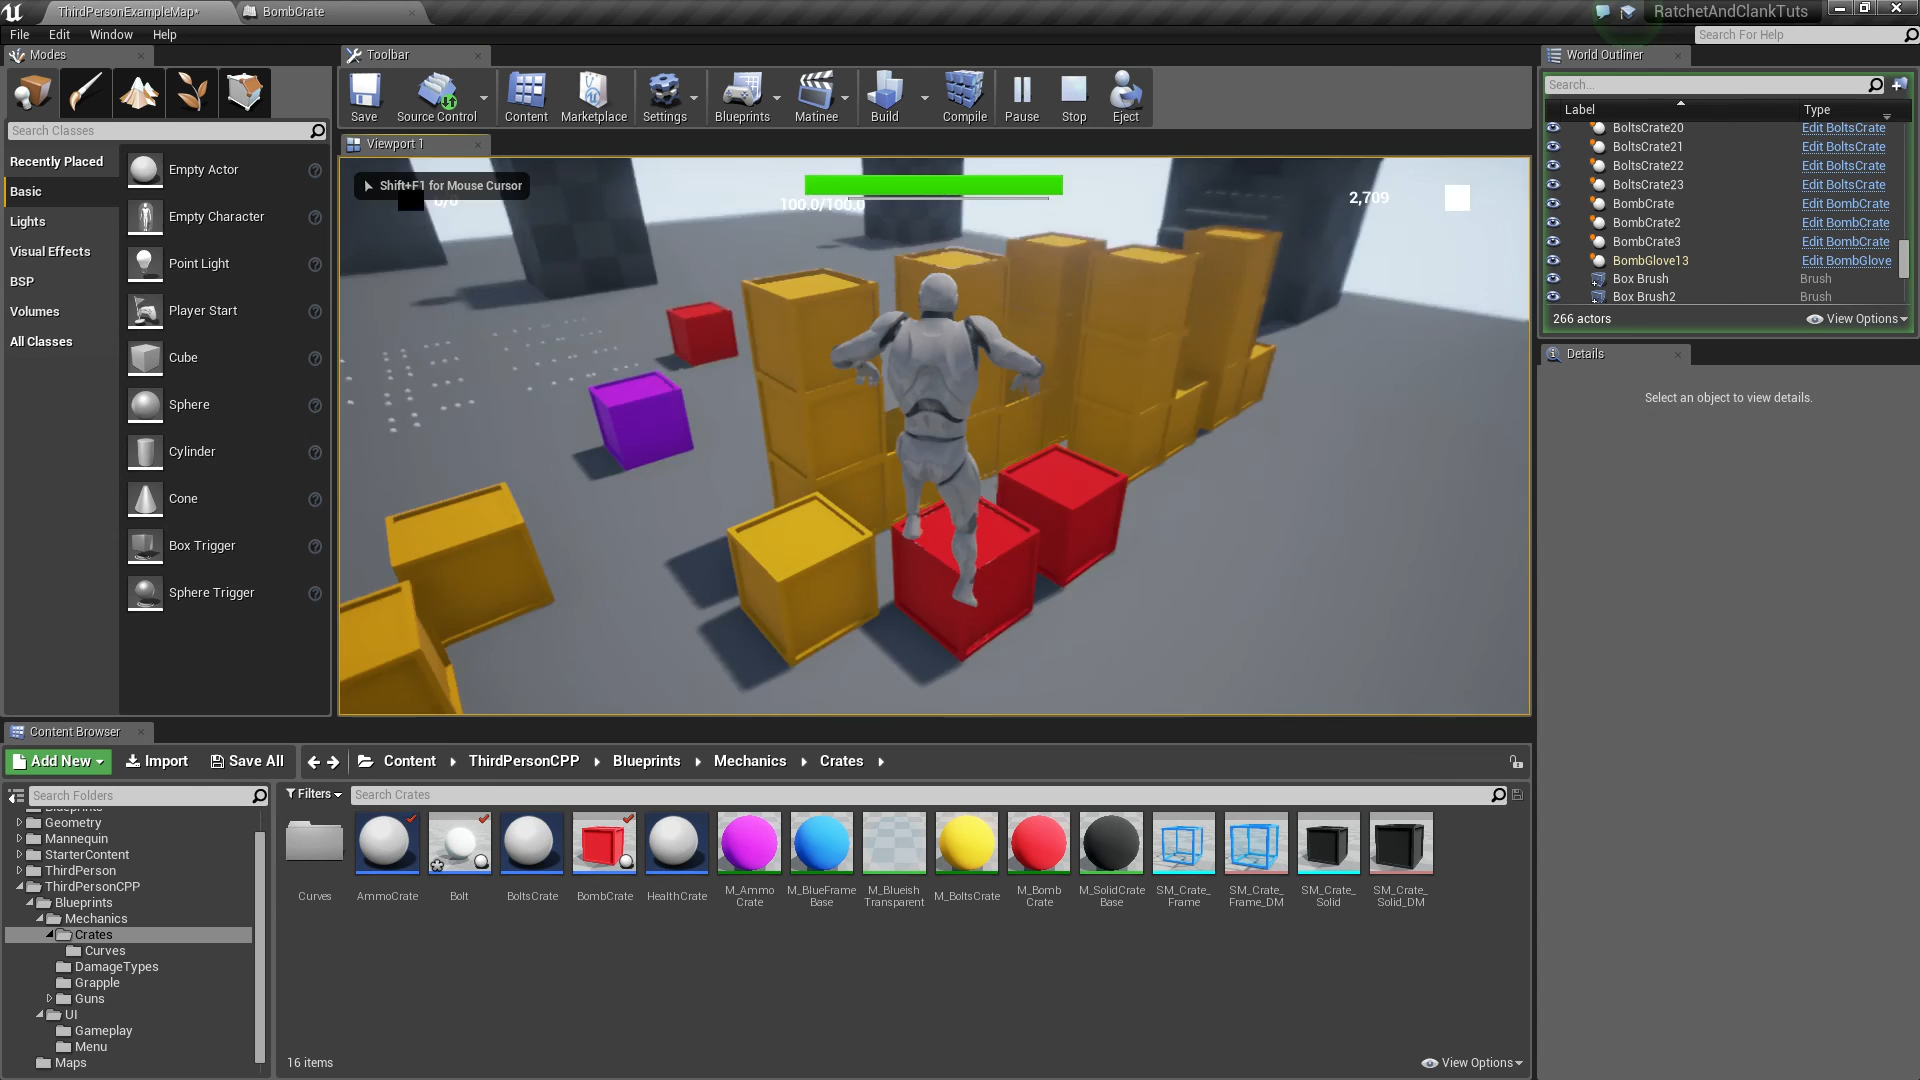 ThirdPersonExampleMap*
BombCrate
RatchetAndClankTuts
File Edit Window Help
Search For Help
Modes
Toolbar
World Outliner
Search Classes
Save
Source Control
Content
Marketplace
Settings
Blueprints
Matinee
Build
Compile
Pause
Stop
Eject
Search...
Label
Type
BoltsCrate20 Edit BoltsCrate
BoltsCrate21 Edit BoltsCrate
BoltsCrate22 Edit BoltsCrate
BoltsCrate23 Edit BoltsCrate
BombCrate Edit BombCrate
BombCrate2 Edit BombCrate
BombCrate3 Edit BombCrate
BombGlove13 Edit BombGlove
Box Brush Brush
Box Brush2 Brush
266 actors
View Options
Details
Select an object to view details.
Recently Placed
Basic
Lights
Visual Effects
BSP
Volumes
All Classes
Empty Actor
Empty Character
Point Light
Player Start
Cube
Sphere
Cylinder
Cone
Box Trigger
Sphere Trigger
Viewport 1
Shift+F1 for Mouse Cursor
0/0
100.0/100.0
2,709
Content Browser
Add New
Import
Save All
Content
ThirdPersonCPP
Blueprints
Mechanics
Crates
Search Folders
Filters
Search Crates
Blueprints
Geometry
Mannequin
StarterContent
ThirdPerson
ThirdPersonCPP
Blueprints
Mechanics
Crates
Curves
DamageTypes
Grapple
Guns
UI
Gameplay
Menu
Maps
Curves
AmmoCrate
Bolt
BoltsCrate
BombCrate
HealthCrate
M_Ammo
Crate
M_BlueFrame
Base
M_Blueish
Transparent
M_BoltsCrate
M_Bomb
Crate
M_SolidCrate
Base
SM_Crate_
Frame
SM_Crate_
Frame_DM
SM_Crate_
Solid
SM_Crate_
Solid_DM
16 items
View Options